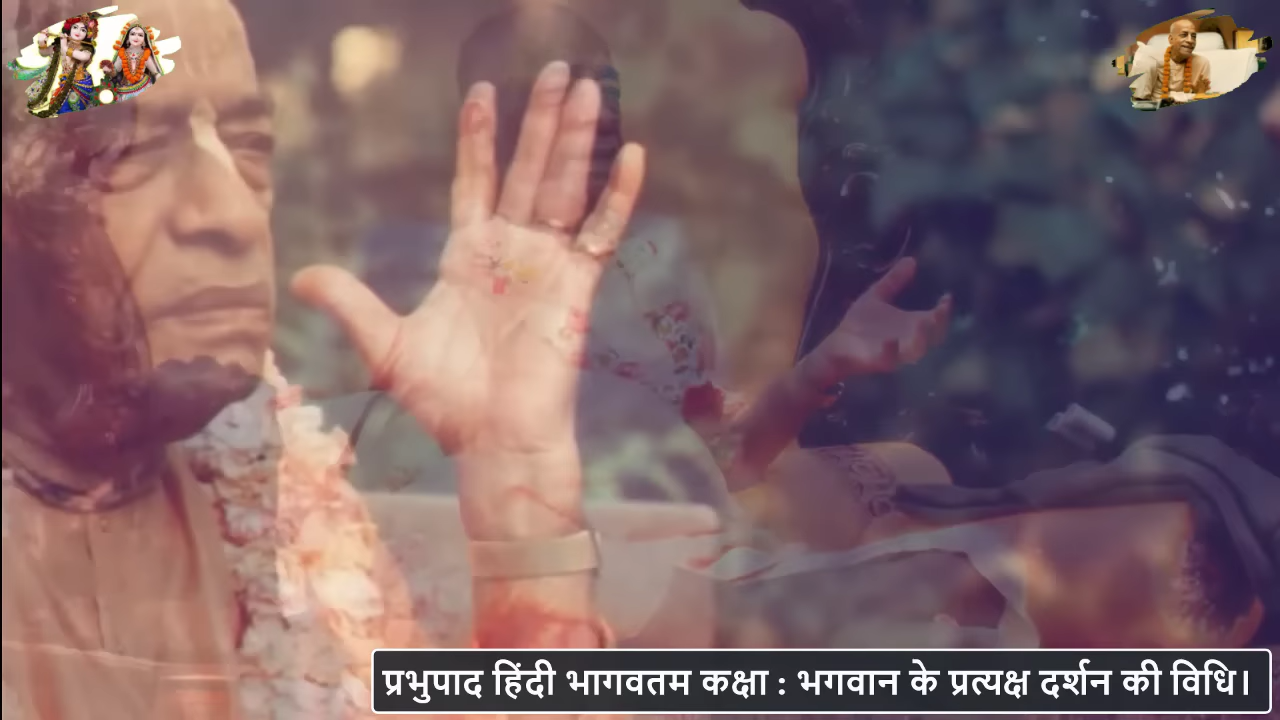 प्रभुपाद हिंदी भागवतम कक्षा : भगवान के प्रत्यक्ष दर्शन की विधि।